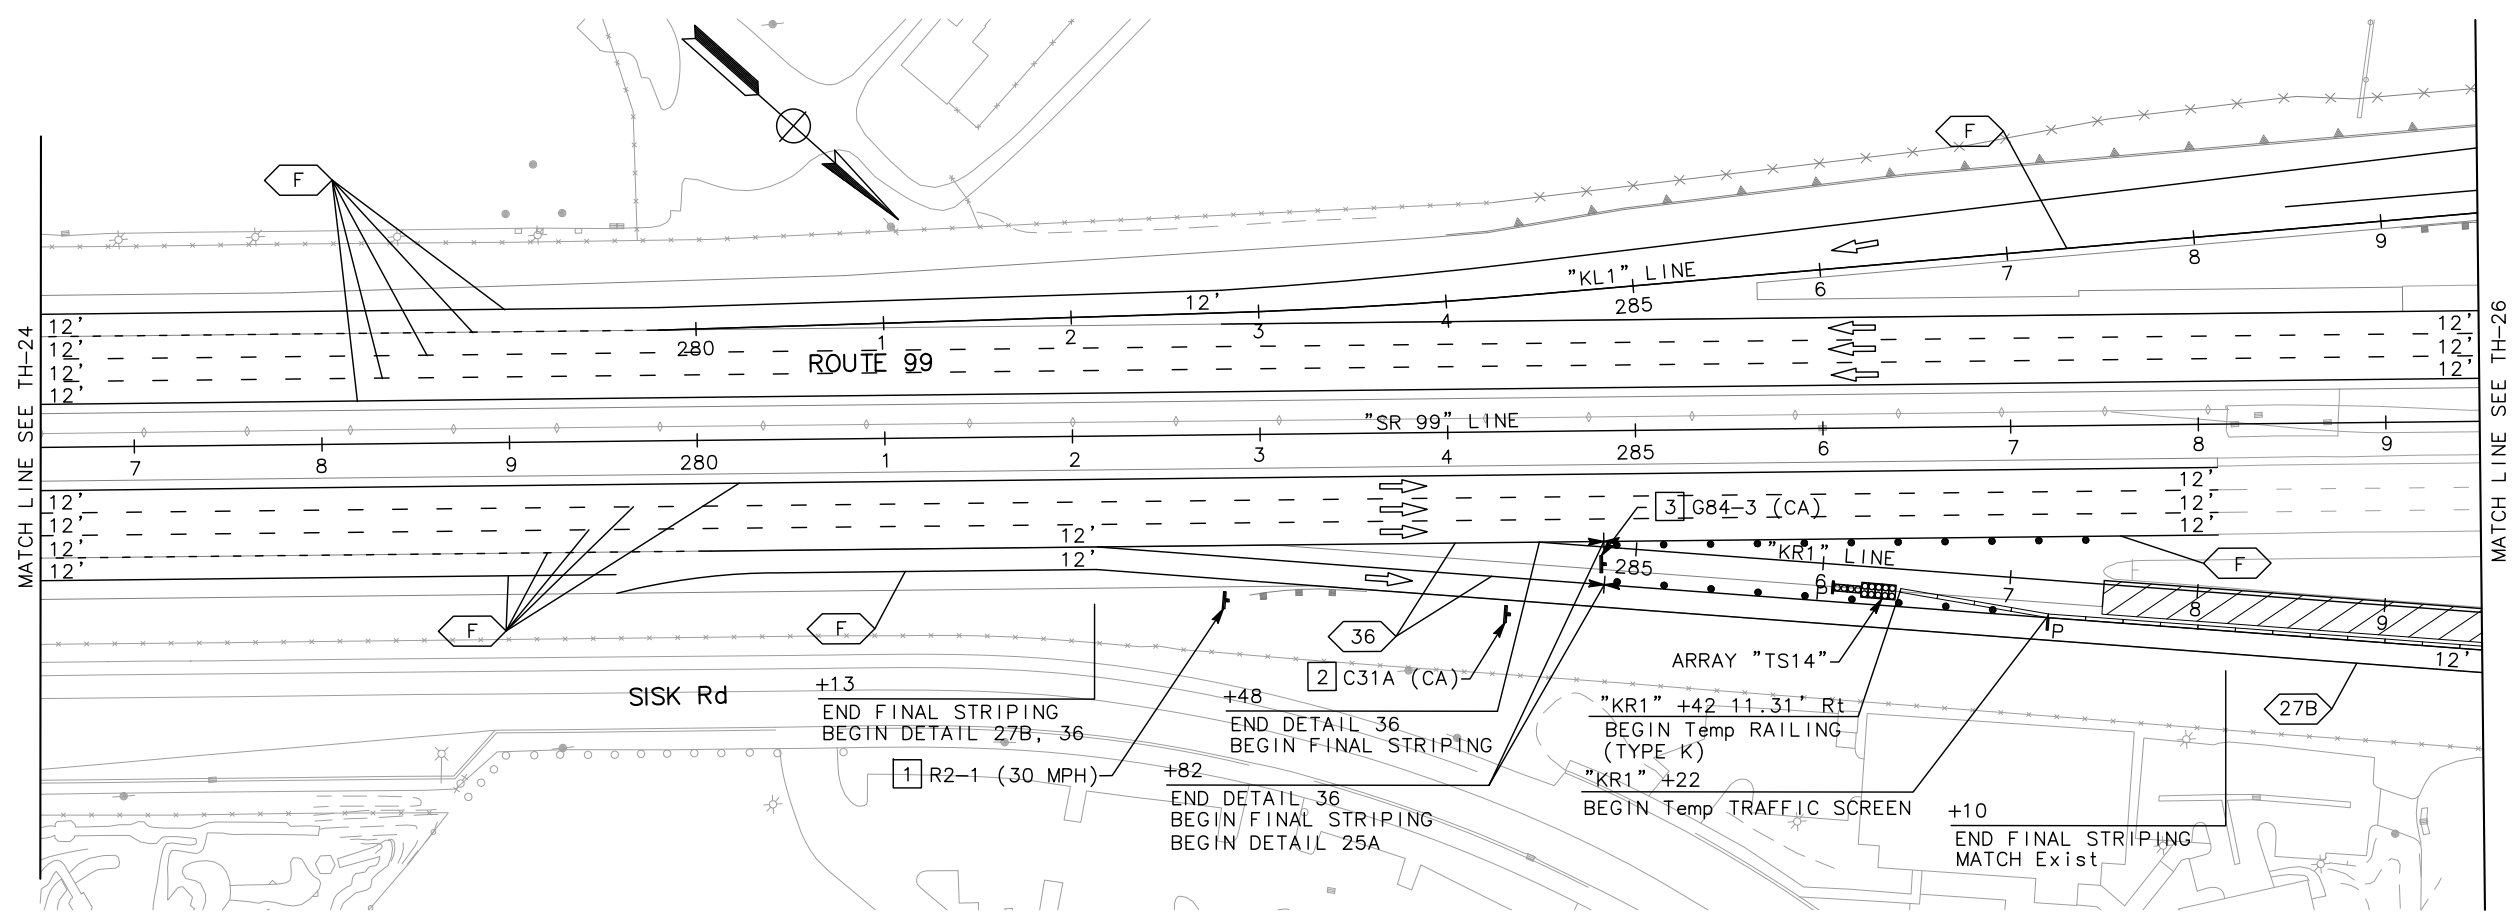 F
F
9
8
7
6
"KL1" LINE
285
12'
4
3
2
1
280
ROUTE 99
12'
12'
12'
12'
12'
12'
12'
MATCH LINE SEE TH-24
MATCH LINE SEE TH-26
"SR 99" LINE
7
8
9
280
1
2
3
4
285
6
7
8
9
12'
12'
12'
12'
12'
12'
12'
12'
12'
3 G84-3 (CA)
"KR1" LINE
285
6
7
8
9
P
P
F
F
F
36
12'
27B
ARRAY "TS14"
2 C31A (CA)
SISK Rd
+13
END FINAL STRIPING
BEGIN DETAIL 27B, 36
+48
END DETAIL 36
BEGIN FINAL STRIPING
"KR1" +42 11.31' Rt
BEGIN Temp RAILING
(TYPE K)
1 R2-1 (30 MPH)
+82
END DETAIL 36
BEGIN FINAL STRIPING
BEGIN DETAIL 25A
"KR1" +22
BEGIN Temp TRAFFIC SCREEN
+10
END FINAL STRIPING
MATCH Exist